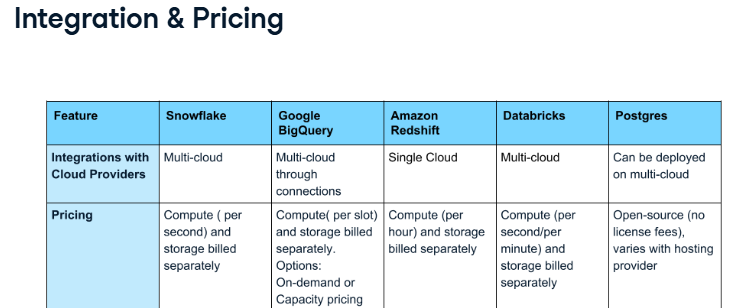 Integration & Pricing
Feature
Snowflake
Google
BigQuery
Amazon
Redshift
Databricks
Postgres
Integrations with
Cloud Providers
Multi-cloud
Multi-cloud
through
connections
Single Cloud
Multi-cloud
Can be deployed
on multi-cloud
Pricing
Compute ( per
second) and
storage billed
separately
Compute( per slot)
and storage billed
separately.
Options:
On-demand or
Capacity pricing
Compute (per
hour) and storage
billed separately
Compute (per
second/per
minute) and
storage billed
separately
Open-source (no
license fees),
varies with hosting
provider